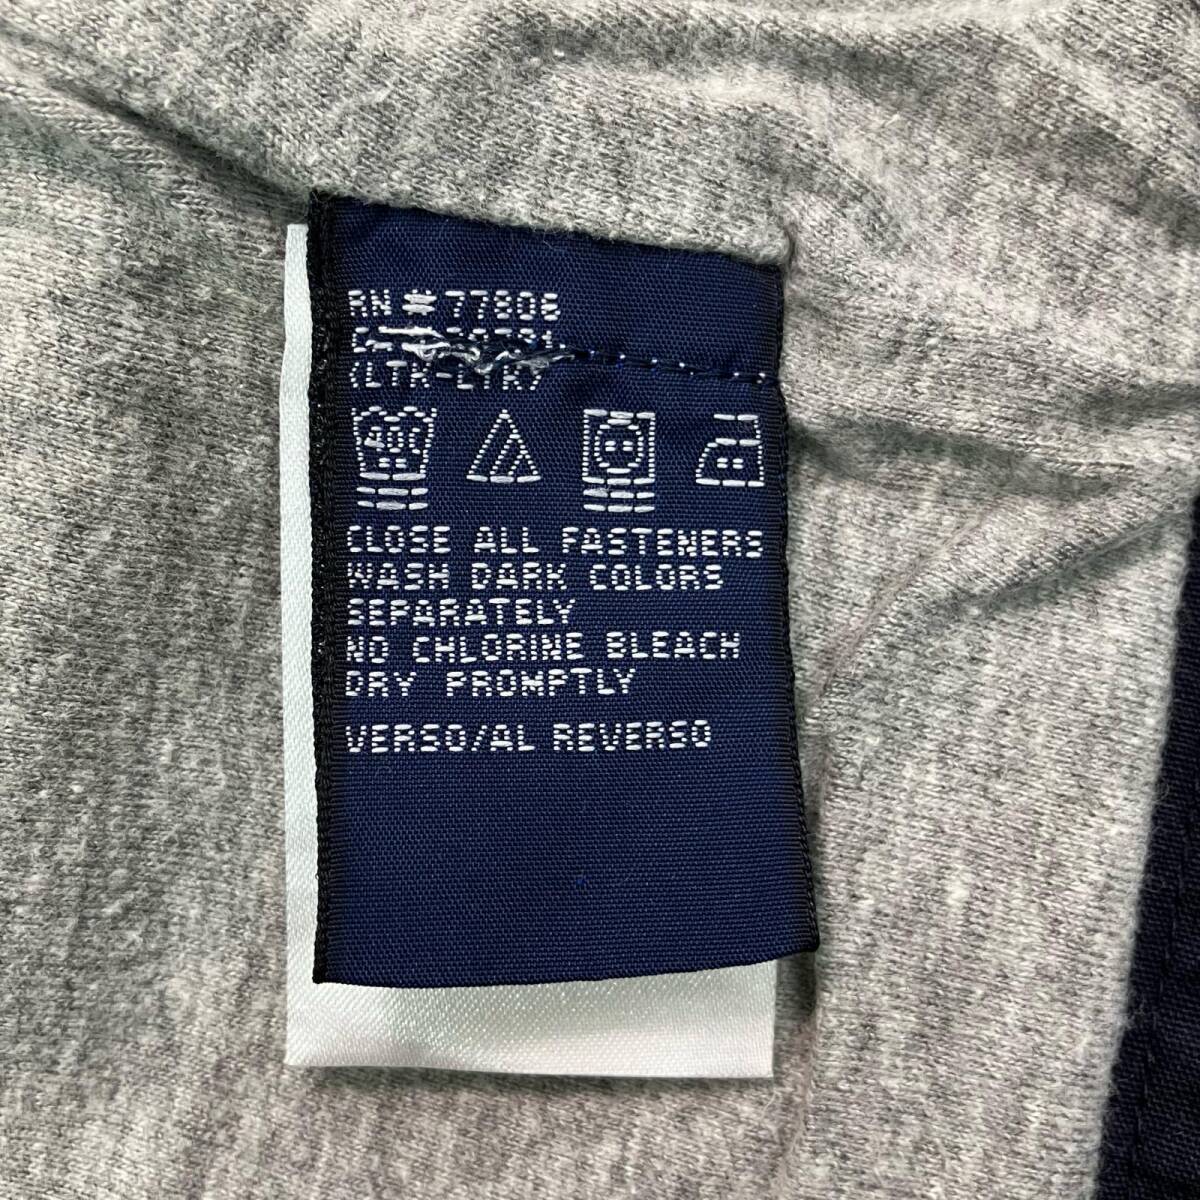 RN # 77806
(LTK-LTK)
40C
CLOSE ALL FASTENERS
WASH DARK COLORS
SEPARATELY
NO CHLORINE BLEACH
DRY PROMPTLY
VERSO/AL REVERSO